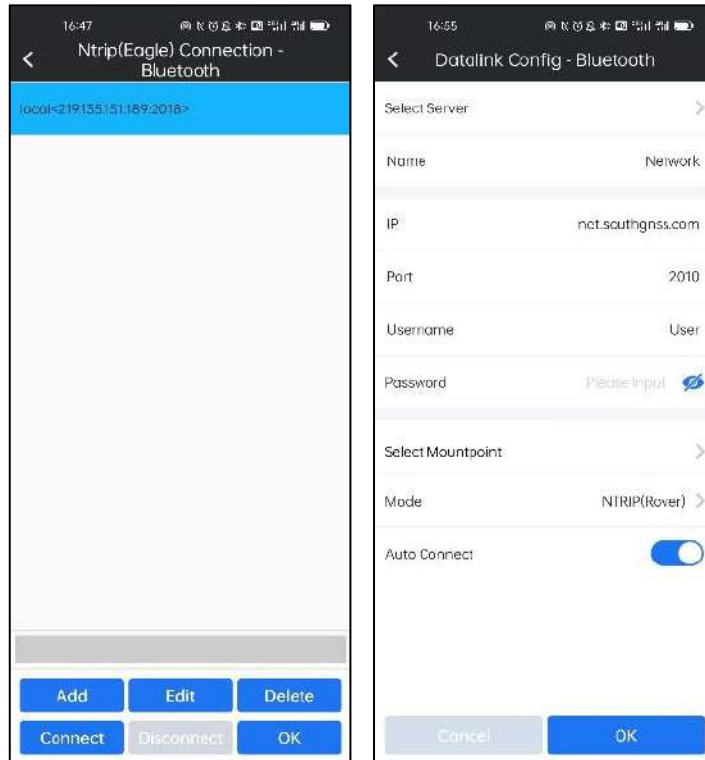 16:47
Ntrip(Eagle) Connection -
Bluetooth
local<219.135.151.189:2018>
Add Edit Delete
Connect Disconnect OK
16:55
Datalink Config - Bluetooth
Select Server
Name Network
IP net.southgnss.com
Port 2010
Username User
Password Please Input
Select Mountpoint
Mode NTRIP(Rover)
Auto Connect
Cancel OK